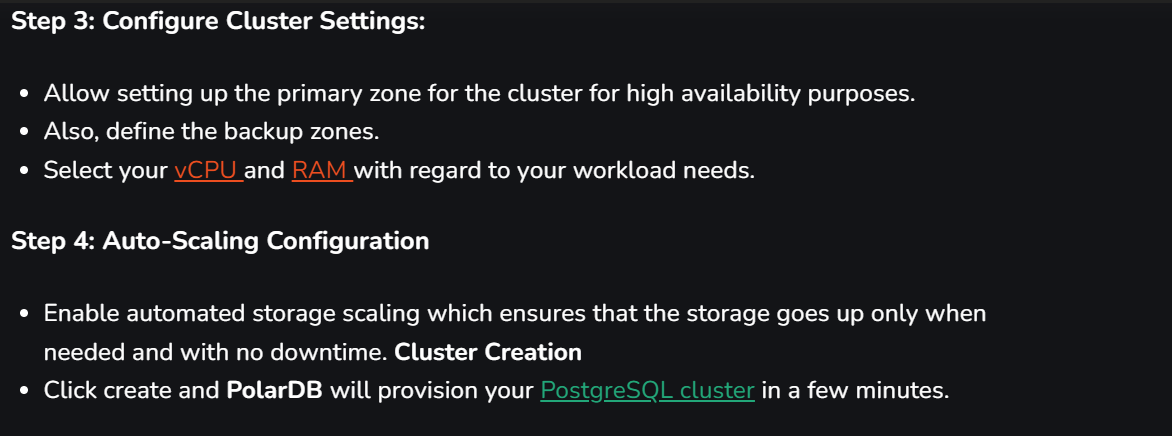 Step 3: Configure Cluster Settings:
Allow setting up the primary zone for the cluster for high availability purposes.
Also, define the backup zones.
Select your vCPU and RAM with regard to your workload needs.
Step 4: Auto-Scaling Configuration
Enable automated storage scaling which ensures that the storage goes up only when
needed and with no downtime. Cluster Creation
Click create and PolarDB will provision your PostgreSQL cluster in a few minutes.